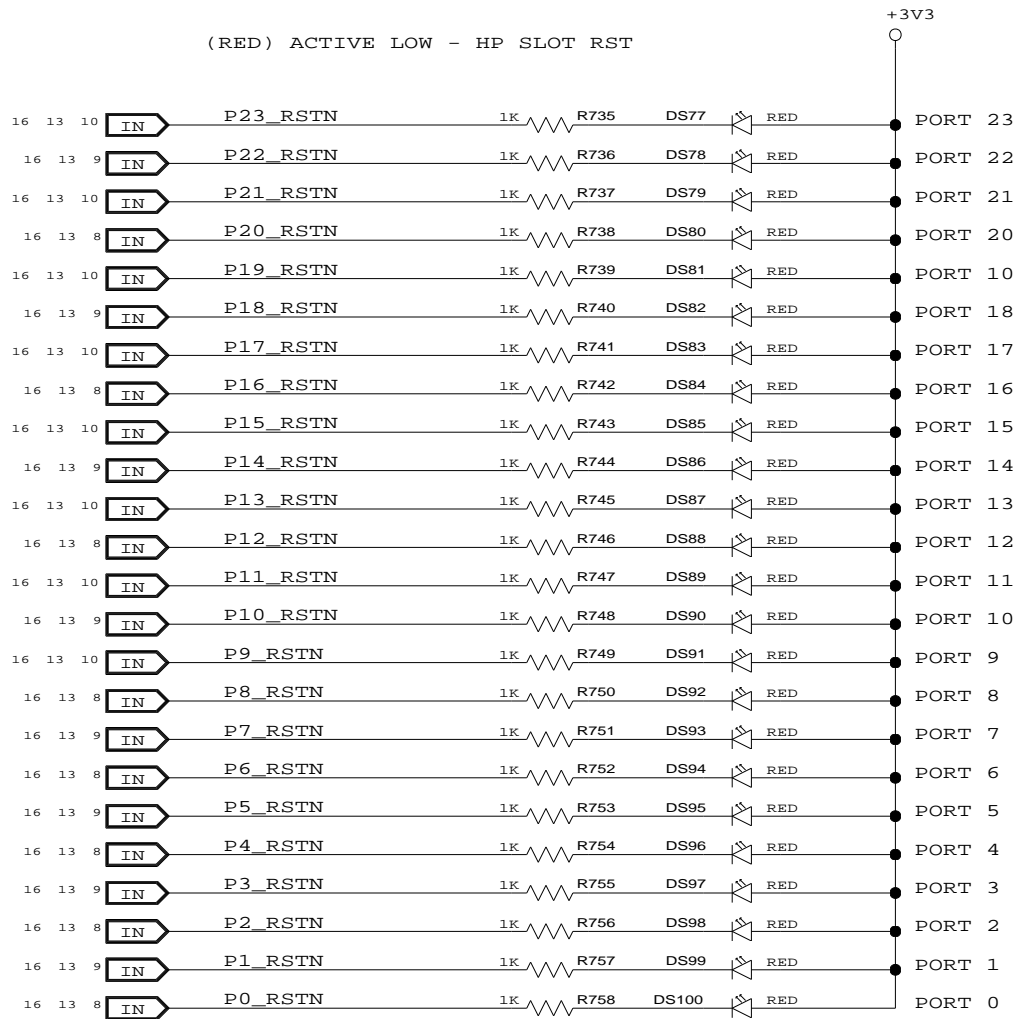 +3V3
(RED) ACTIVE LOW - HP SLOT RST
16 13 10 IN P23_RSTN 1K R735 DS77 RED PORT 23
16 13 9 IN P22_RSTN 1K R736 DS78 RED PORT 22
16 13 10 IN P21_RSTN 1K R737 DS79 RED PORT 21
16 13 8 IN P20_RSTN 1K R738 DS80 RED PORT 20
16 13 10 IN P19_RSTN 1K R739 DS81 RED PORT 10
16 13 9 IN P18_RSTN 1K R740 DS82 RED PORT 18
16 13 10 IN P17_RSTN 1K R741 DS83 RED PORT 17
16 13 8 IN P16_RSTN 1K R742 DS84 RED PORT 16
16 13 10 IN P15_RSTN 1K R743 DS85 RED PORT 15
16 13 9 IN P14_RSTN 1K R744 DS86 RED PORT 14
16 13 10 IN P13_RSTN 1K R745 DS87 RED PORT 13
16 13 8 IN P12_RSTN 1K R746 DS88 RED PORT 12
16 13 10 IN P11_RSTN 1K R747 DS89 RED PORT 11
16 13 9 IN P10_RSTN 1K R748 DS90 RED PORT 10
16 13 10 IN P9_RSTN 1K R749 DS91 RED PORT 9
16 13 8 IN P8_RSTN 1K R750 DS92 RED PORT 8
16 13 9 IN P7_RSTN 1K R751 DS93 RED PORT 7
16 13 8 IN P6_RSTN 1K R752 DS94 RED PORT 6
16 13 9 IN P5_RSTN 1K R753 DS95 RED PORT 5
16 13 8 IN P4_RSTN 1K R754 DS96 RED PORT 4
16 13 9 IN P3_RSTN 1K R755 DS97 RED PORT 3
16 13 8 IN P2_RSTN 1K R756 DS98 RED PORT 2
16 13 9 IN P1_RSTN 1K R757 DS99 RED PORT 1
16 13 8 IN P0_RSTN 1K R758 DS100 RED PORT 0